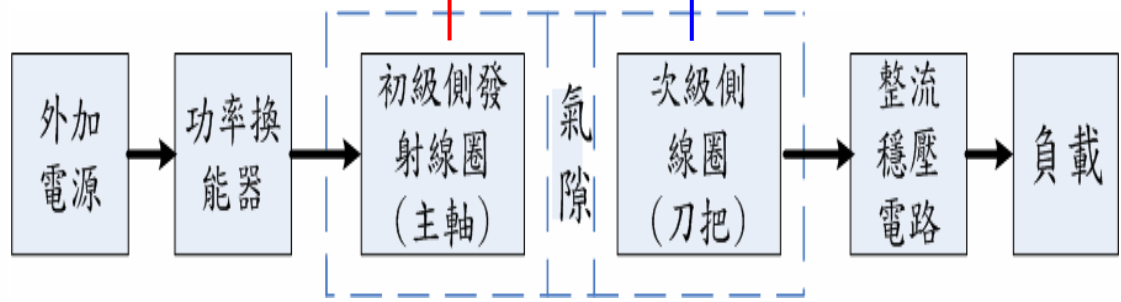 外加
電源
功率換
能器
初級側發
射線圈
(主軸)
氣
隙
次級側
線圈
(刀把)
整流
穩壓
電路
負載